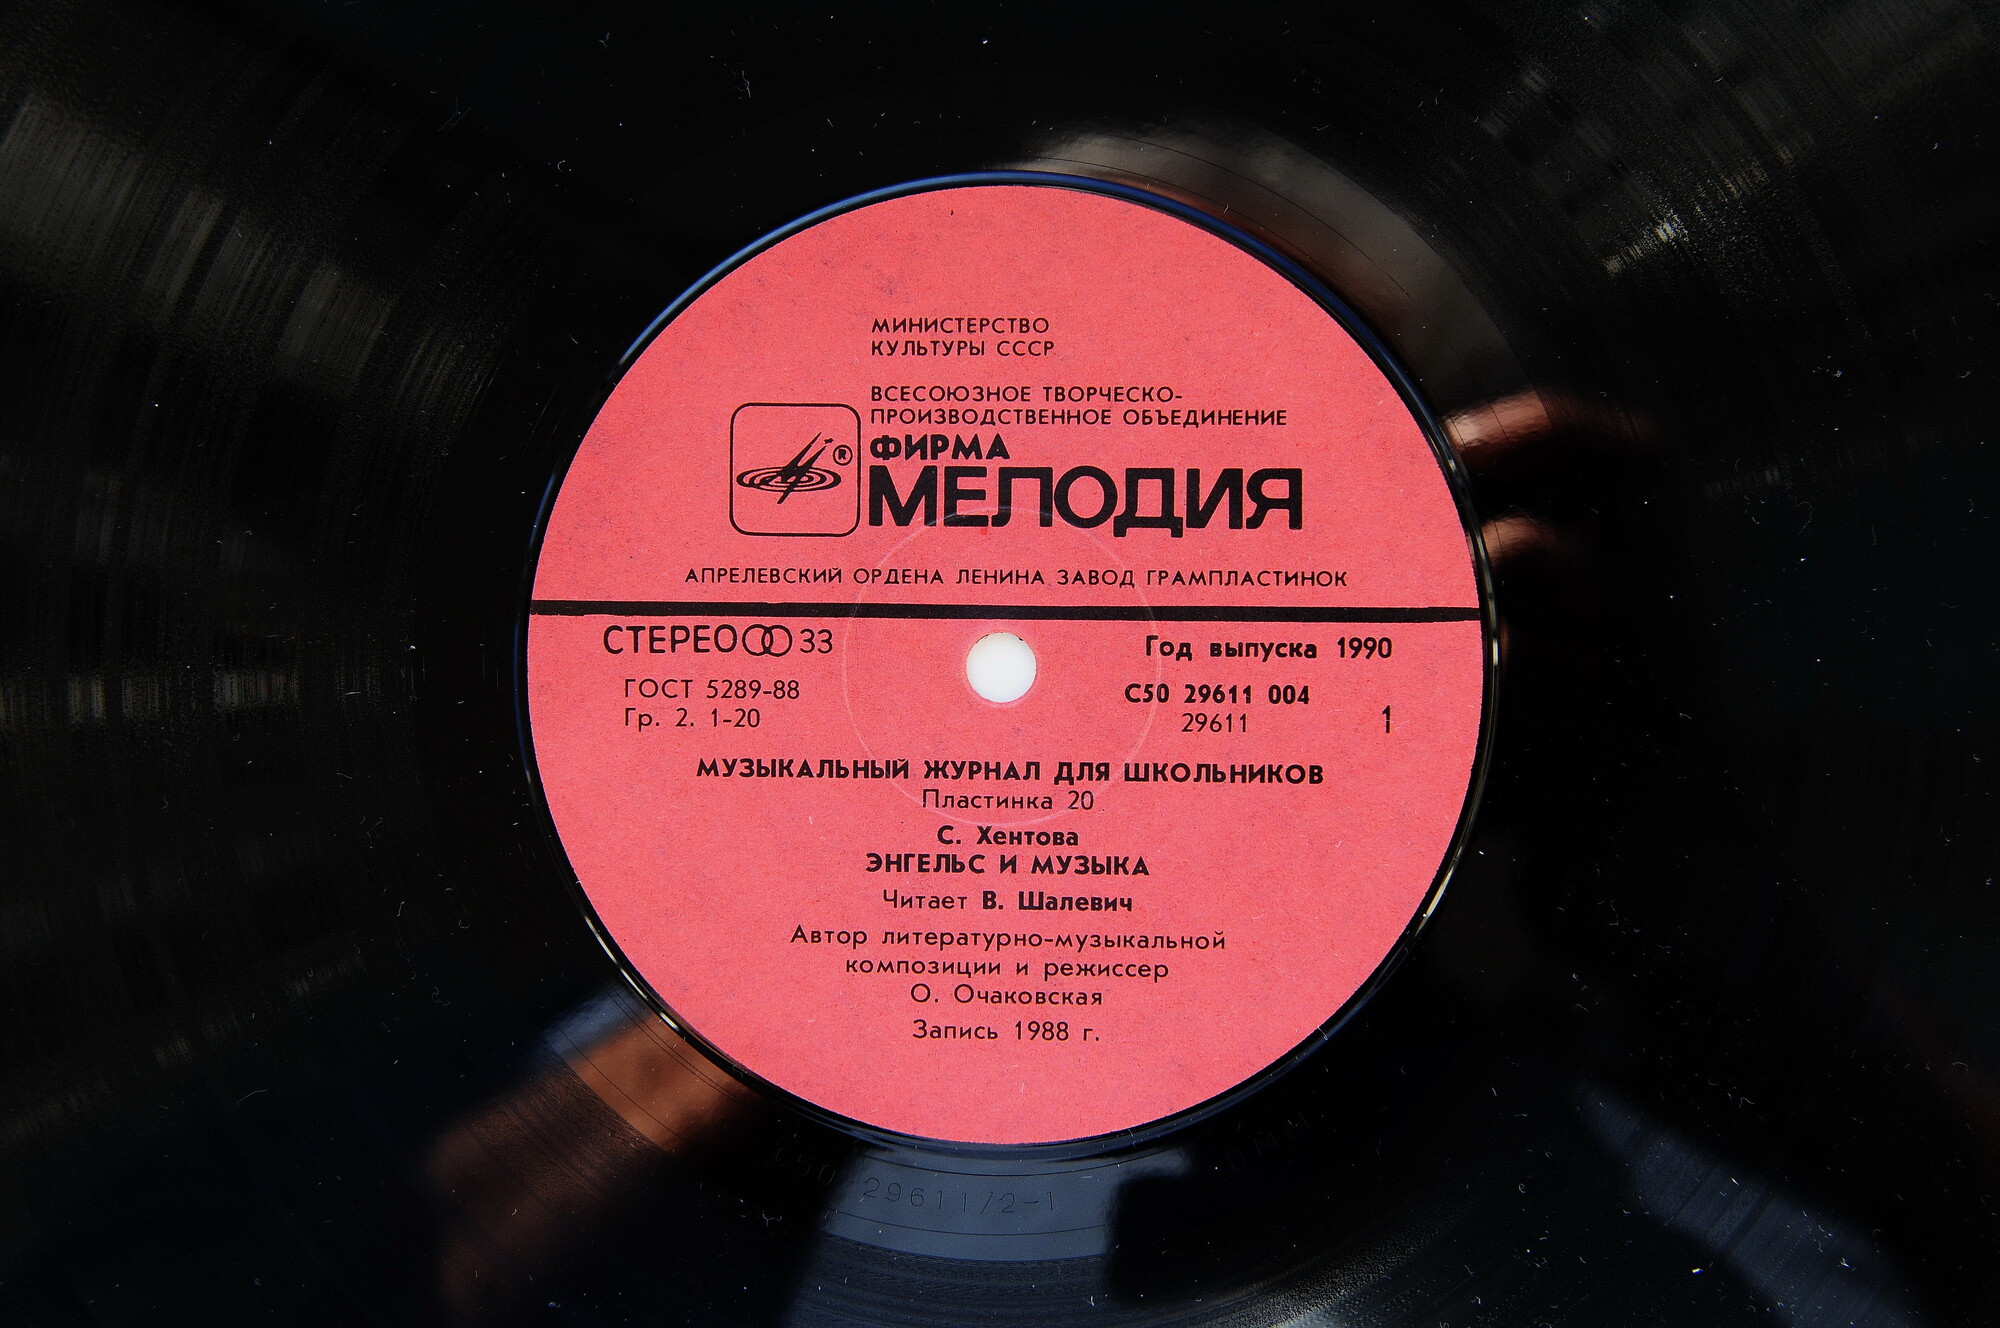 МИНИСТЕРСТВО
КУЛЬТУРЫ СССР
ВСЕСОЮЗНОЕ ТВОРЧЕСКО-
ПРОИЗВОДСТВЕННОЕ ОБЪЕДИНЕНИЕ
ФИРМА
® МЕЛОДИЯ
АПРЕЛЕВСКИЙ ОРДЕНА ЛЕНИНА ЗАВОД ГРАМПЛАСТИНОК
СТЕРЕО 33
ГОСТ 5289-88
Гр. 2. 1-20
Год выпуска 1990
С50 29611 004
29611
1
МУЗЫКАЛЬНЫЙ ЖУРНАЛ ДЛЯ ШКОЛЬНИКОВ
Пластинка 20
С. Хентова
ЭНГЕЛЬС И МУЗЫКА
Читает В. Шалевич
Автор литературно-музыкальной
композиции и режиссер
О. Очаковская
Запись 1988 г.
С50-29611/2-1